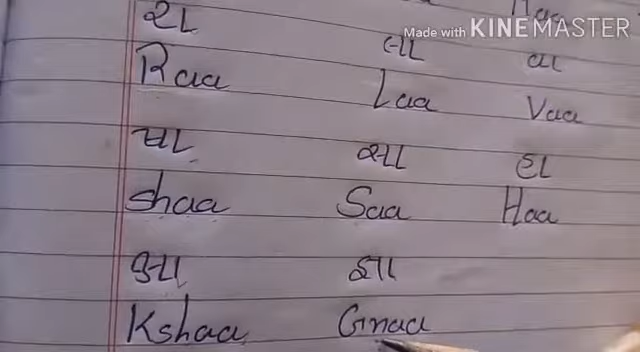 Made with KINEMASTER
રા લા વા
Raa Laa Vaa
ષા સા હા
shaa Saa Haa
ક્ષા જ્ઞા
Kshaa Gnaa